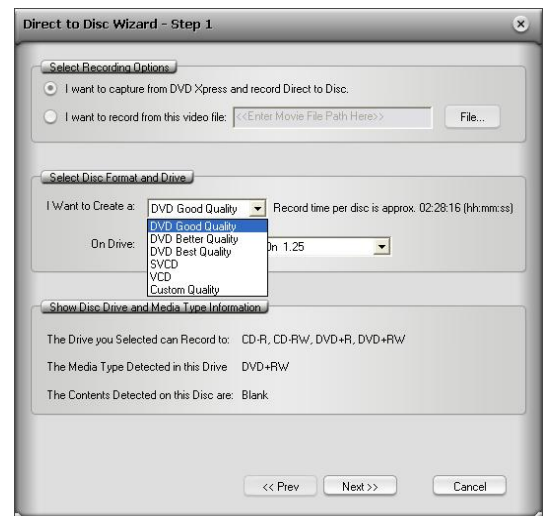 Direct to Disc Wizard - Step 1
Select Recording Options
I want to capture from DVD Xpress and record Direct to Disc.
I want to record from this video file: <<Enter Movie File Path Here>> File...
Select Disc Format and Drive
I Want to Create a: DVD Good Quality Record time per disc is approx. 02:28:16 (hh:mm:ss)
DVD Good Quality
DVD Better Quality
On Drive: 1.25
DVD Best Quality
SVCD
VCD
Custom Quality
Show Disc Drive and Media Type Information
The Drive you Selected can Record to: CD-R, CD-RW, DVD+R, DVD+RW
The Media Type Detected in this Drive DVD+RW
The Contents Detected on this Disc are: Blank
<< Prev Next >> Cancel